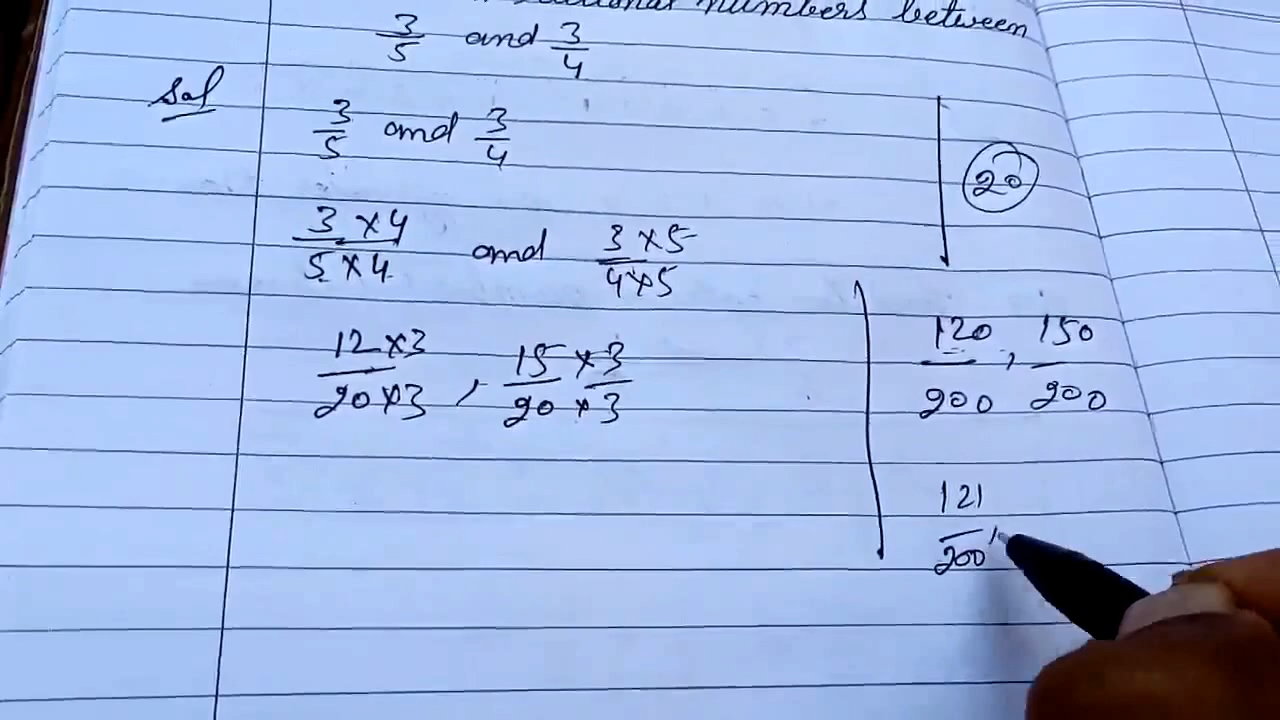 numbers between
3/5 and 3/4
Sol 3/5 and 3/4
20
3×4/5×4 and 3×5/4×5
12×3/20×3 , 15×3/20×3
120/200 , 150/200
121/200 ,